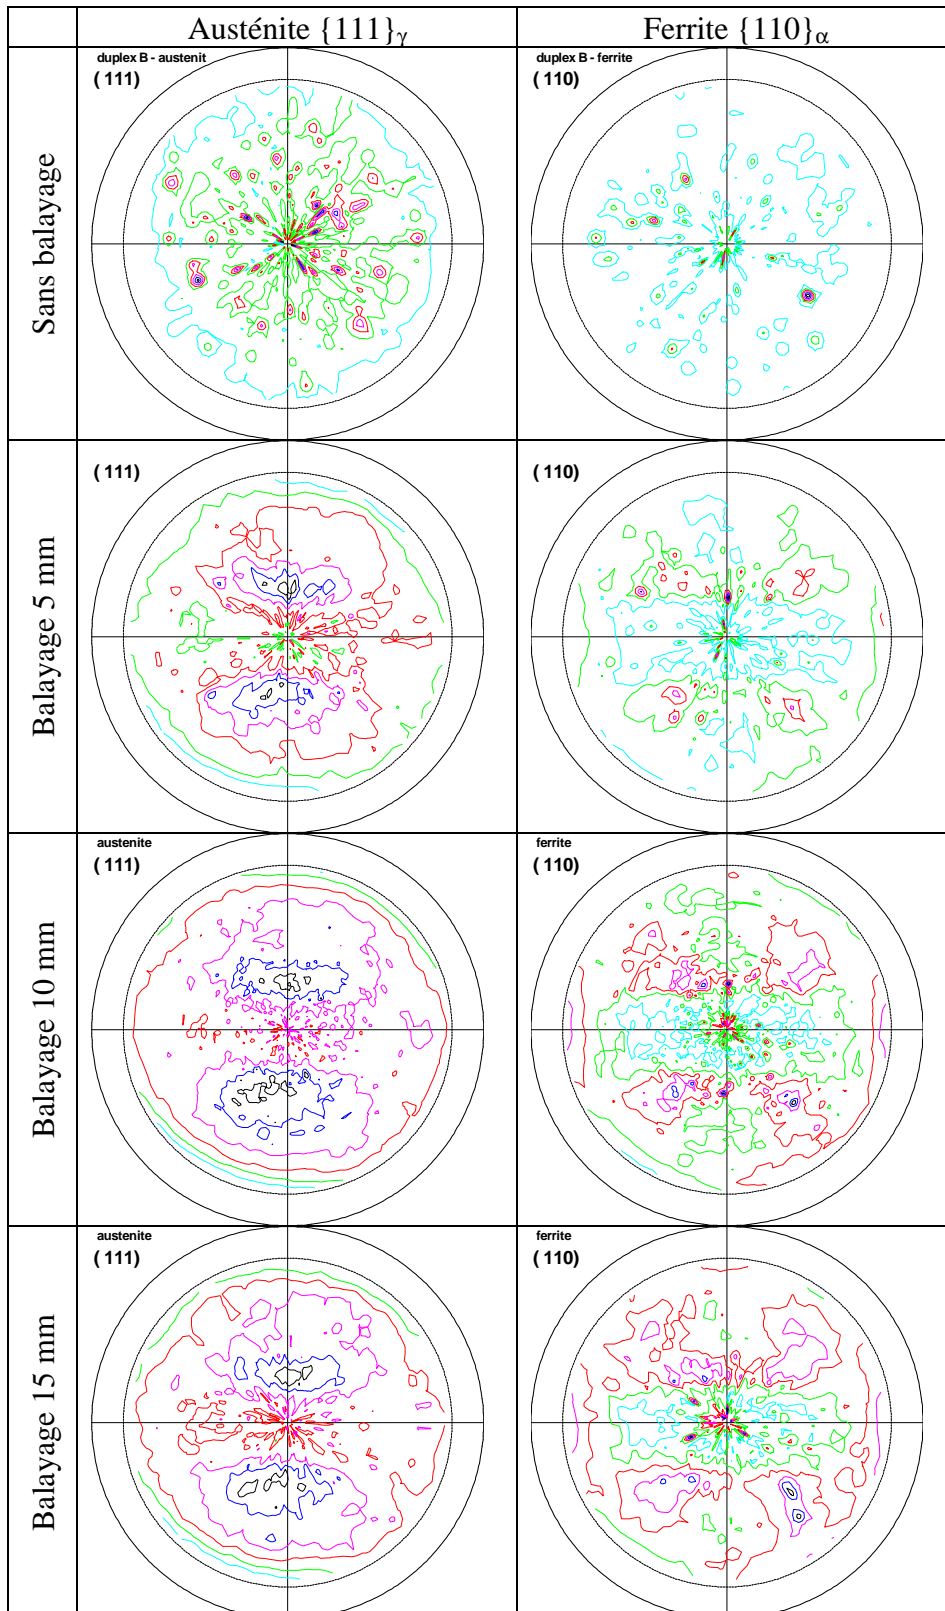 Austénite {111}γ
Ferrite {110}α
Sans balayage
duplex B - austenit
(111)
duplex B - ferrite
(110)
Balayage 5 mm
(111)
(110)
Balayage 10 mm
austenite
(111)
ferrite
(110)
Balayage 15 mm
austenite
(111)
ferrite
(110)